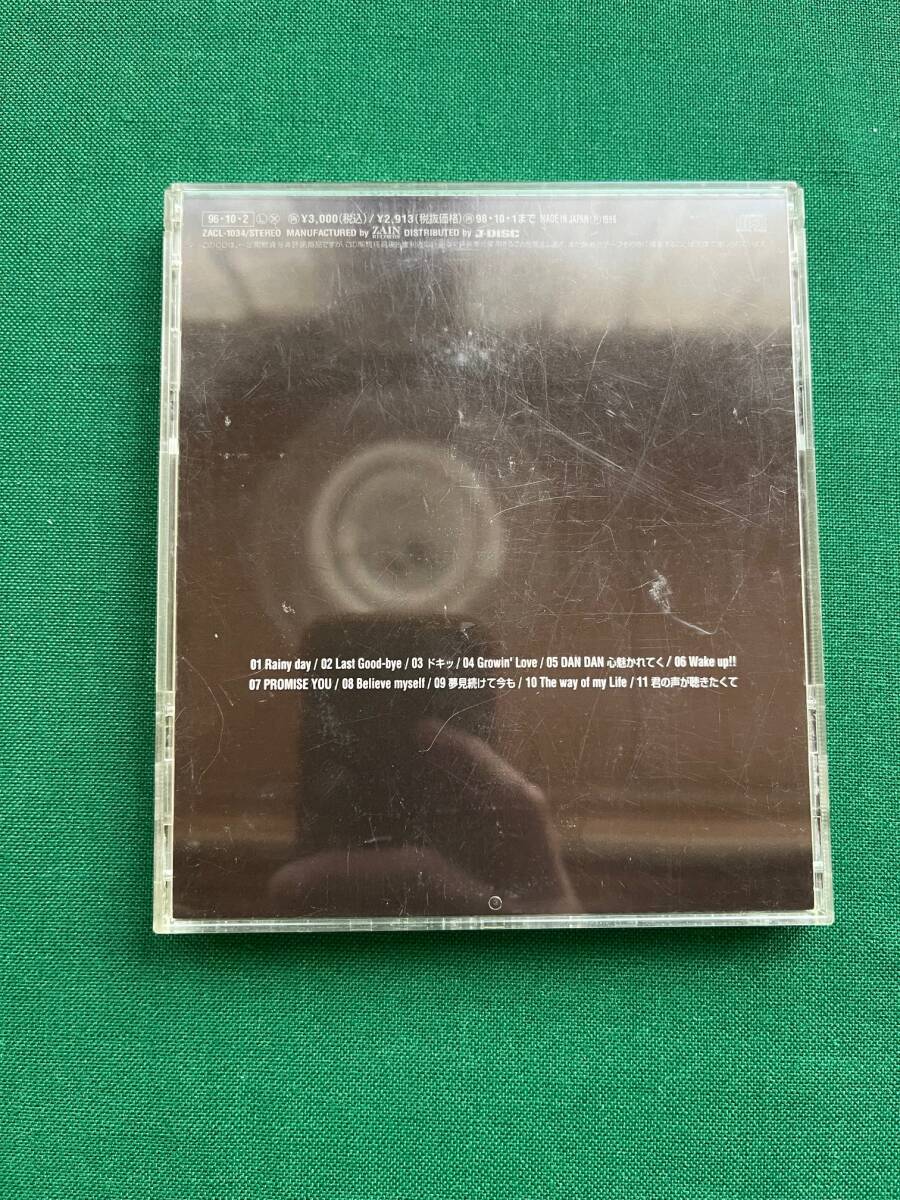 96・10・2 Ⓛ ⓧ ㊙ ¥3,000(税込) / ¥2,913(税抜価格) 98・10・1まで MADE IN JAPAN Ⓟ1996
ZACL-1034/STEREO MANUFACTURED by ZAIN RECORDS DISTRIBUTED by J-DISC
01 Rainy day / 02 Last Good-bye / 03 ドキッ / 04 Growin' Love / 05 DAN DAN 心魅かれてく / 06 Wake up!!
07 PROMISE YOU / 08 Believe myself / 09 夢見続けて今も / 10 The way of my Life / 11 君の声が聴きたくて